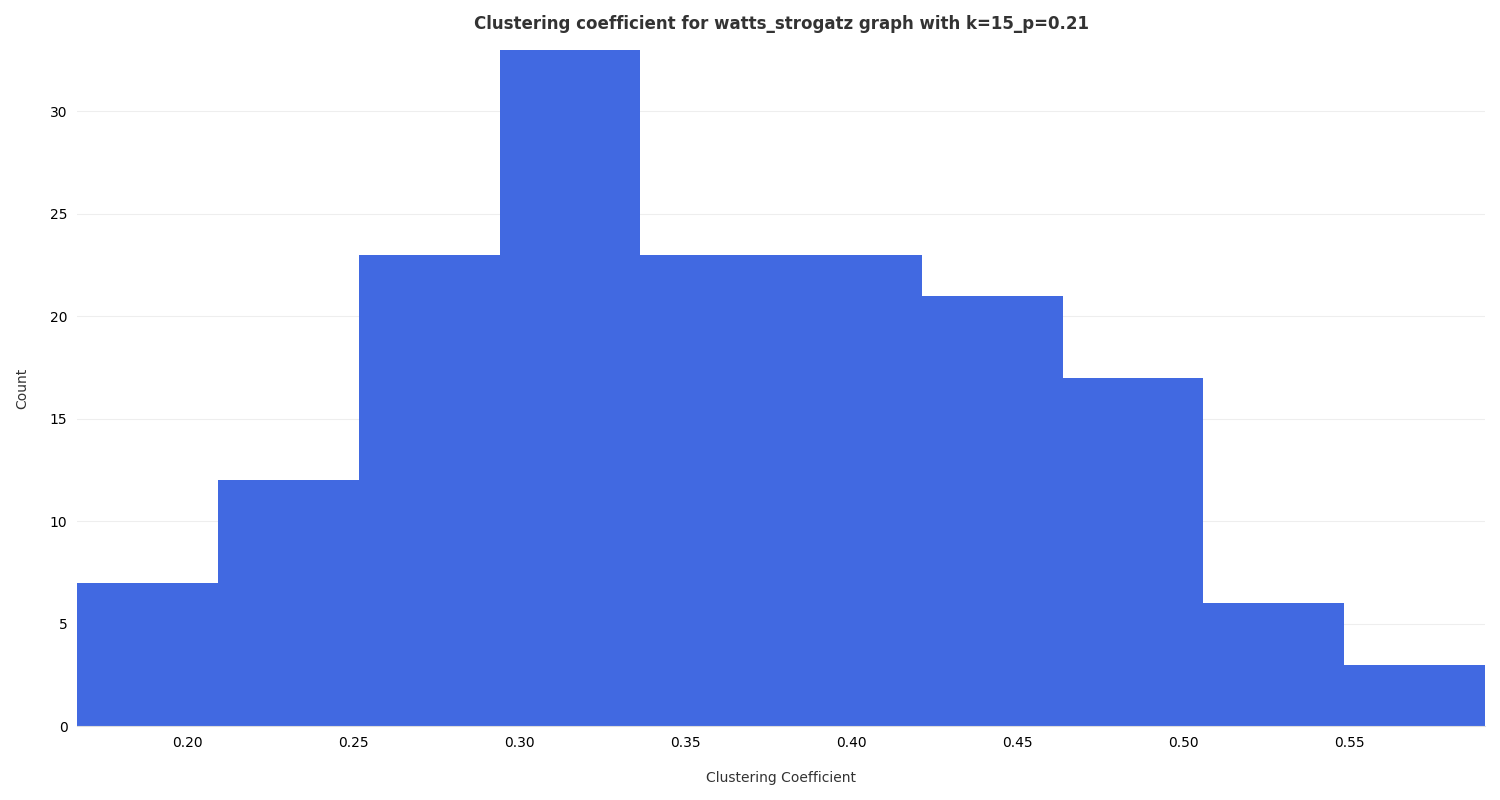 Clustering coefficient for watts_strogatz graph with k=15_p=0.21
30
25
20
15
10
5
0
Count
0.20 0.25 0.30 0.35 0.40 0.45 0.50 0.55
Clustering Coefficient